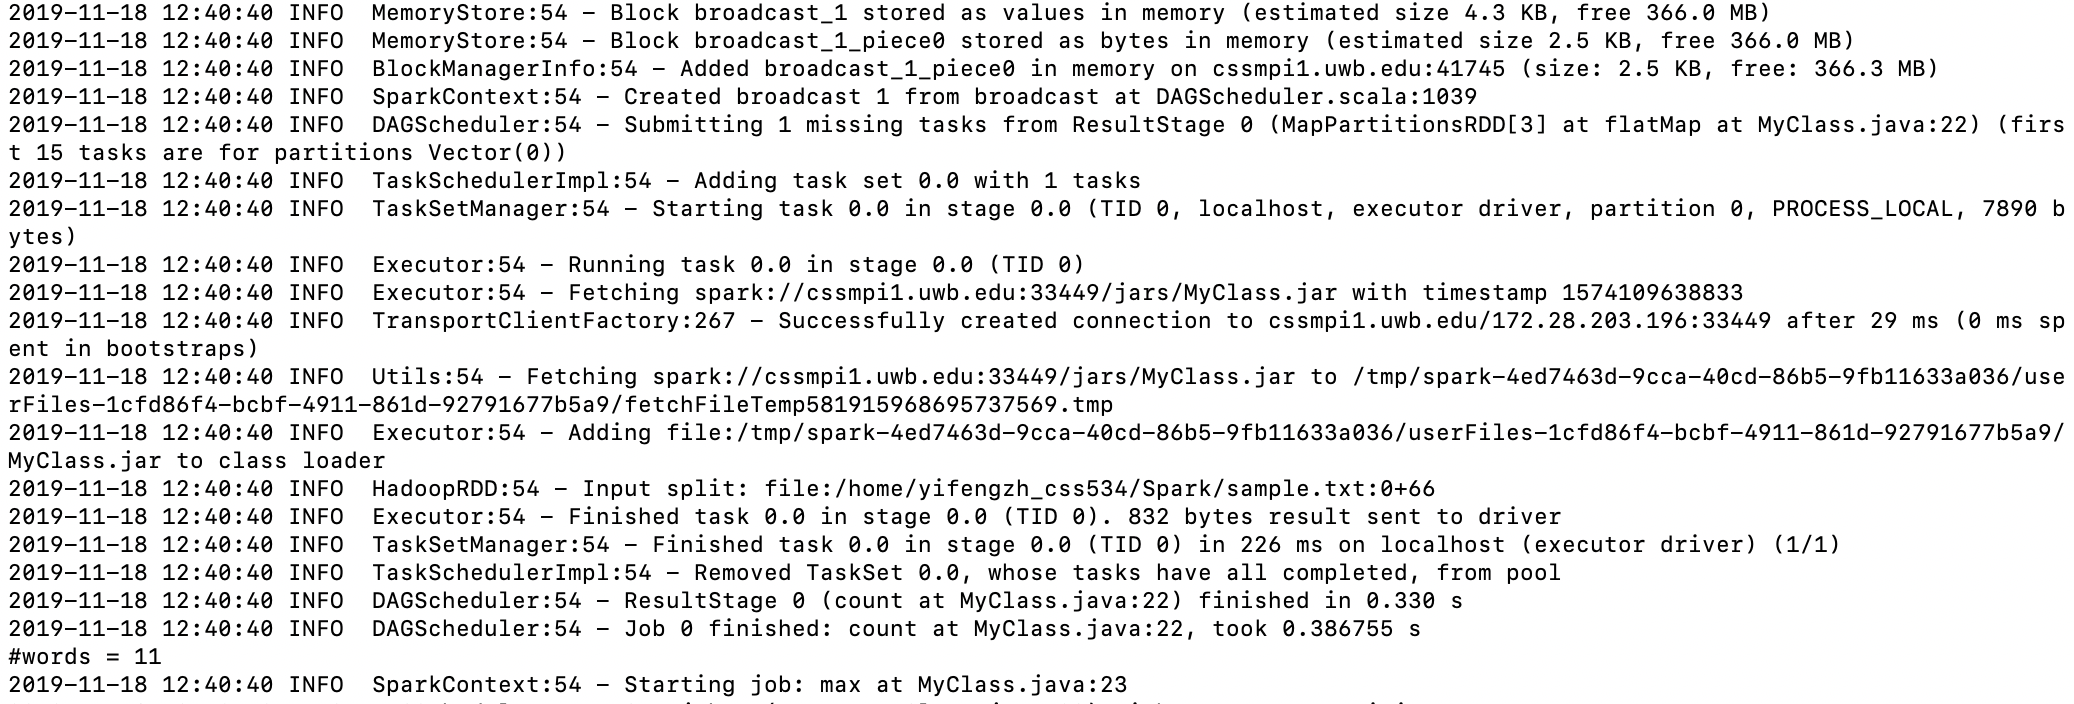 2019-11-18 12:40:40 INFO  MemoryStore:54 - Block broadcast_1 stored as values in memory (estimated size 4.3 KB, free 366.0 MB)
2019-11-18 12:40:40 INFO  MemoryStore:54 - Block broadcast_1_piece0 stored as bytes in memory (estimated size 2.5 KB, free 366.0 MB)
2019-11-18 12:40:40 INFO  BlockManagerInfo:54 - Added broadcast_1_piece0 in memory on cssmpi1.uwb.edu:41745 (size: 2.5 KB, free: 366.3 MB)
2019-11-18 12:40:40 INFO  SparkContext:54 - Created broadcast 1 from broadcast at DAGScheduler.scala:1039
2019-11-18 12:40:40 INFO  DAGScheduler:54 - Submitting 1 missing tasks from ResultStage 0 (MapPartitionsRDD[3] at flatMap at MyClass.java:22) (firs
t 15 tasks are for partitions Vector(0))
2019-11-18 12:40:40 INFO  TaskSchedulerImpl:54 - Adding task set 0.0 with 1 tasks
2019-11-18 12:40:40 INFO  TaskSetManager:54 - Starting task 0.0 in stage 0.0 (TID 0, localhost, executor driver, partition 0, PROCESS_LOCAL, 7890 b
ytes)
2019-11-18 12:40:40 INFO  Executor:54 - Running task 0.0 in stage 0.0 (TID 0)
2019-11-18 12:40:40 INFO  Executor:54 - Fetching spark://cssmpi1.uwb.edu:33449/jars/MyClass.jar with timestamp 1574109638833
2019-11-18 12:40:40 INFO  TransportClientFactory:267 - Successfully created connection to cssmpi1.uwb.edu/172.28.203.196:33449 after 29 ms (0 ms sp
ent in bootstraps)
2019-11-18 12:40:40 INFO  Utils:54 - Fetching spark://cssmpi1.uwb.edu:33449/jars/MyClass.jar to /tmp/spark-4ed7463d-9cca-40cd-86b5-9fb11633a036/use
rFiles-1cfd86f4-bcbf-4911-861d-92791677b5a9/fetchFileTemp581915968695737569.tmp
2019-11-18 12:40:40 INFO  Executor:54 - Adding file:/tmp/spark-4ed7463d-9cca-40cd-86b5-9fb11633a036/userFiles-1cfd86f4-bcbf-4911-861d-92791677b5a9/
MyClass.jar to class loader
2019-11-18 12:40:40 INFO  HadoopRDD:54 - Input split: file:/home/yifengzh_css534/Spark/sample.txt:0+66
2019-11-18 12:40:40 INFO  Executor:54 - Finished task 0.0 in stage 0.0 (TID 0). 832 bytes result sent to driver
2019-11-18 12:40:40 INFO  TaskSetManager:54 - Finished task 0.0 in stage 0.0 (TID 0) in 226 ms on localhost (executor driver) (1/1)
2019-11-18 12:40:40 INFO  TaskSchedulerImpl:54 - Removed TaskSet 0.0, whose tasks have all completed, from pool
2019-11-18 12:40:40 INFO  DAGScheduler:54 - ResultStage 0 (count at MyClass.java:22) finished in 0.330 s
2019-11-18 12:40:40 INFO  DAGScheduler:54 - Job 0 finished: count at MyClass.java:22, took 0.386755 s
#words = 11
2019-11-18 12:40:40 INFO  SparkContext:54 - Starting job: max at MyClass.java:23